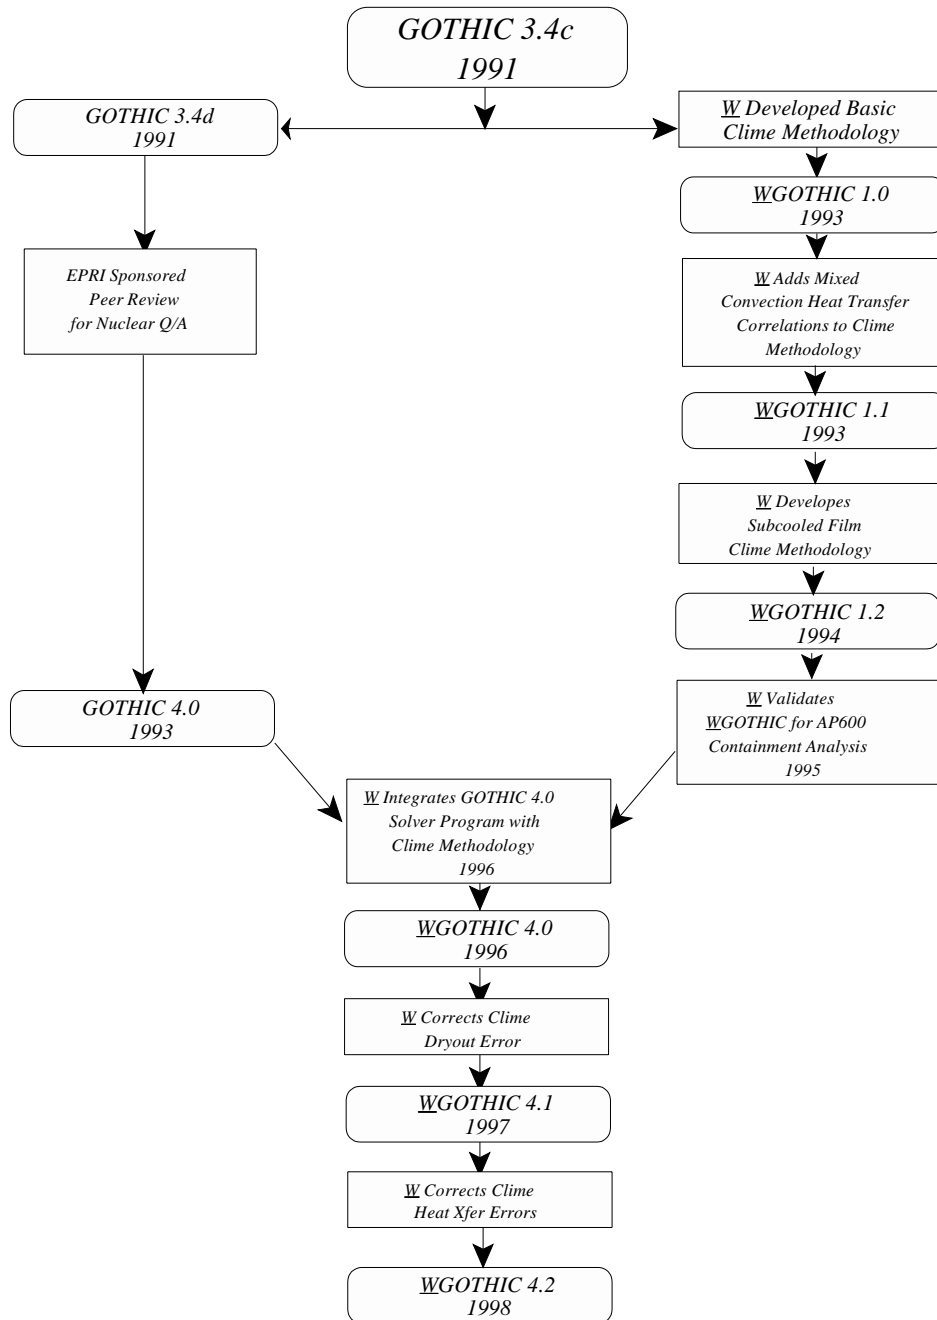 GOTHIC 3.4c
1991
GOTHIC 3.4d
1991
W Developed Basic
Clime Methodology
WGOTHIC 1.0
1993
EPRI Sponsored
Peer Review
for Nuclear Q/A
W Adds Mixed
Convection Heat Transfer
Correlations to Clime
Methodology
WGOTHIC 1.1
1993
W Developes
Subcooled Film
Clime Methodology
WGOTHIC 1.2
1994
GOTHIC 4.0
1993
W Validates
WGOTHIC for AP600
Containment Analysis
1995
W Integrates GOTHIC 4.0
Solver Program with
Clime Methodology
1996
WGOTHIC 4.0
1996
W Corrects Clime
Dryout Error
WGOTHIC 4.1
1997
W Corrects Clime
Heat Xfer Errors
WGOTHIC 4.2
1998